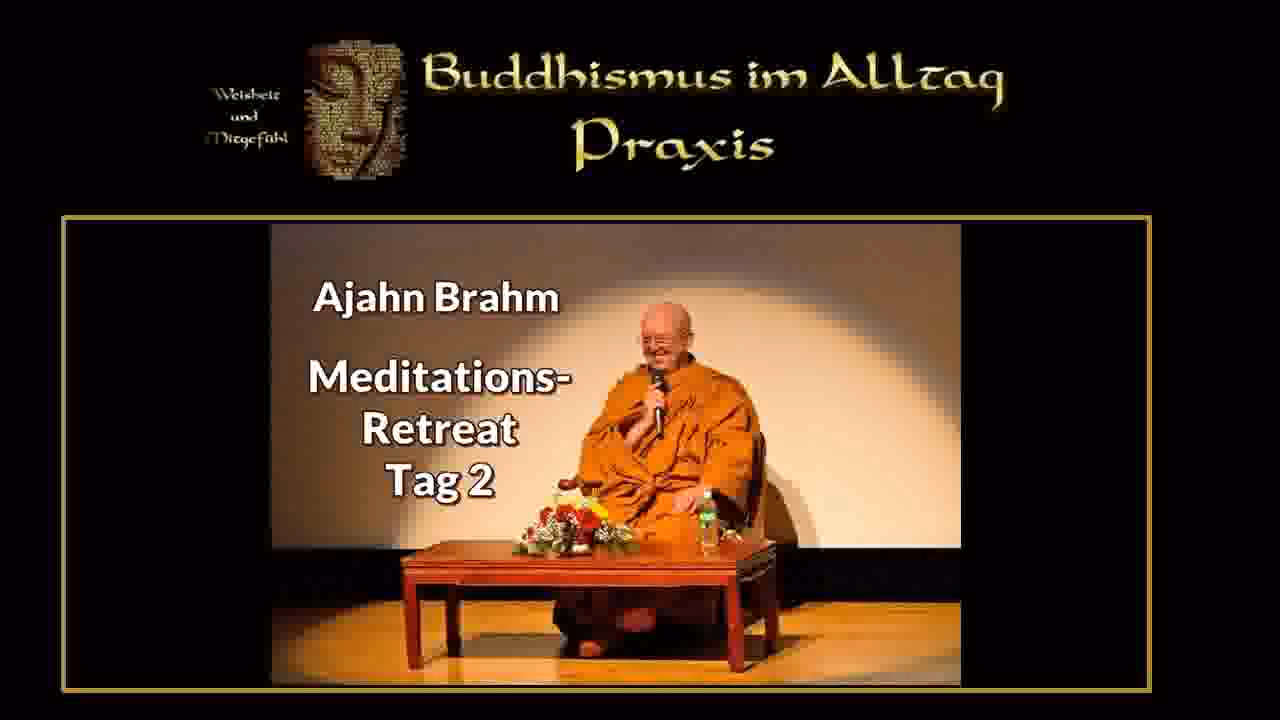 Weisheit
und
Mitgefühl
Buddhismus im Alltag
Praxis
Ajahn Brahm
Meditations-
Retreat
Tag 2